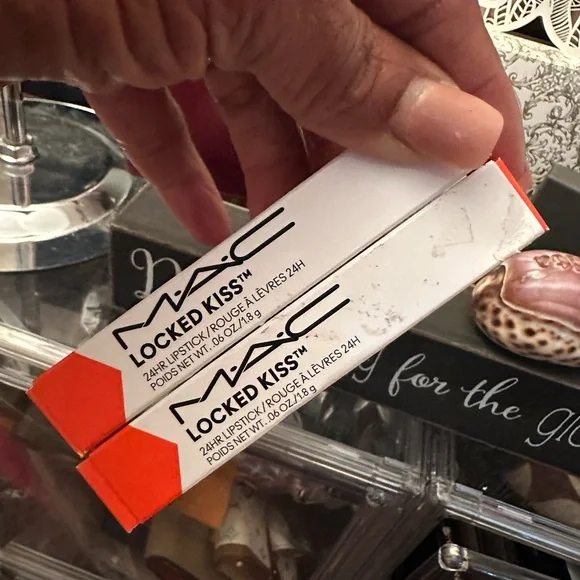 M·A·C
LOCKED KISS™
24HR LIPSTICK/ROUGE À LÈVRES 24H
POIDS NET WT. .06 OZ/1.8 g
M·A·C
LOCKED KISS™
24HR LIPSTICK/ROUGE À LÈVRES 24H
POIDS NET WT. .06 OZ/1.8 g
for the